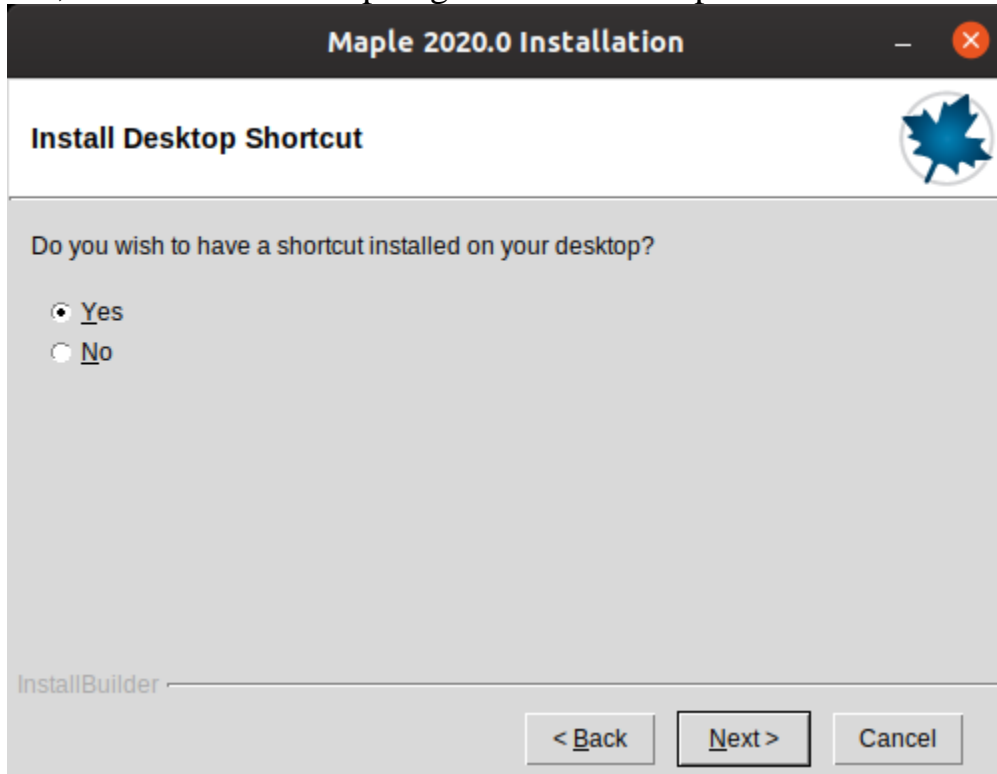 Maple 2020.0 Installation
Install Desktop Shortcut
Do you wish to have a shortcut installed on your desktop?
Yes
No
InstallBuilder
< Back Next > Cancel